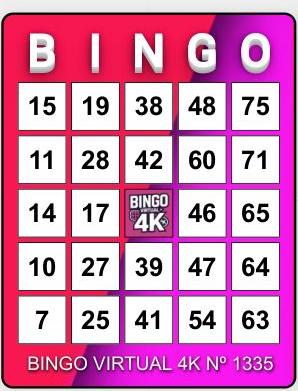 B I N G O
15 19 38 48 75
11 28 42 60 71
14 17 BINGO VIRTUAL 4K 46 65
10 27 39 47 64
7 25 41 54 63
BINGO VIRTUAL 4K Nº 1335